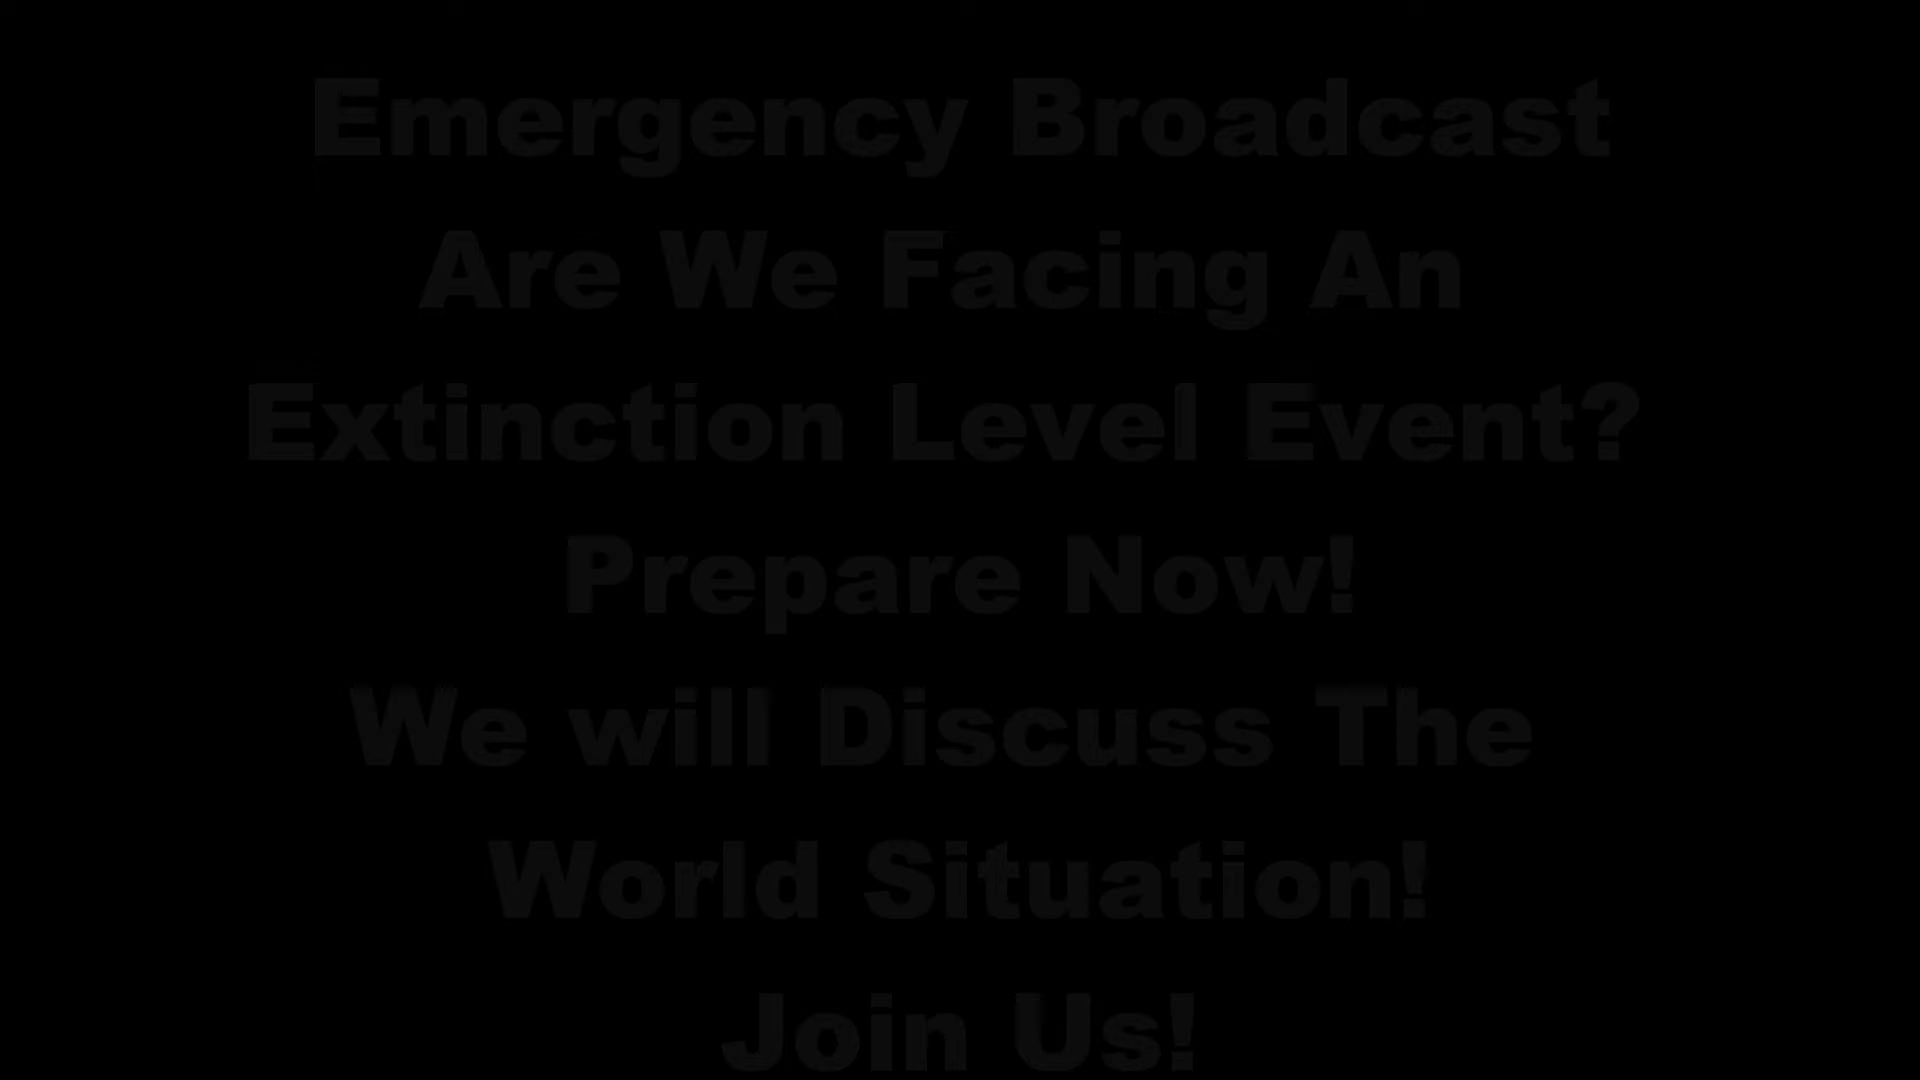 Emergency Broadcast
Are We Facing An
Extinction Level Event?
Prepare Now!
We will Discuss The
World Situation!
Join Us!